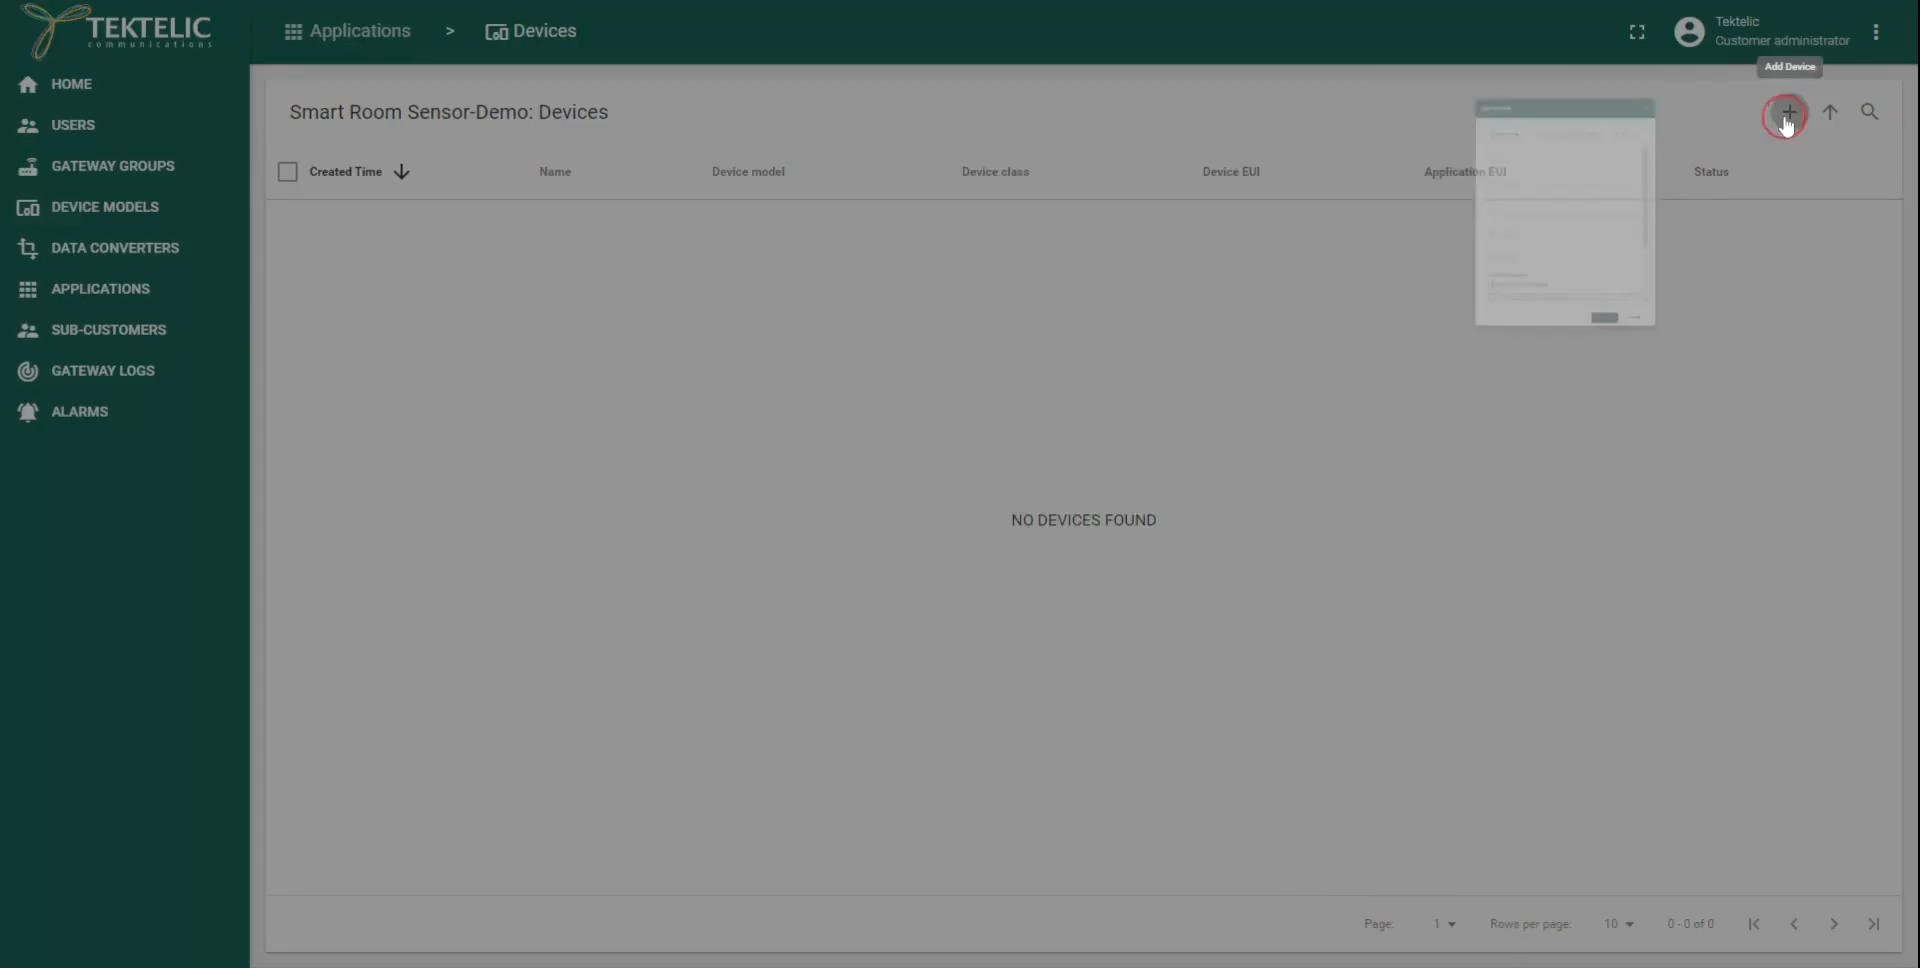 TEKTELIC
communications
Applications > Devices
Tektelic
Customer administrator
Add Device
HOME
USERS
GATEWAY GROUPS
DEVICE MODELS
DATA CONVERTERS
APPLICATIONS
SUB-CUSTOMERS
GATEWAY LOGS
ALARMS
Smart Room Sensor-Demo: Devices
Created Time Name Device model Device class Device EUI Application EUI Status
NO DEVICES FOUND
Page: 1 Rows per page: 10 0 - 0 of 0